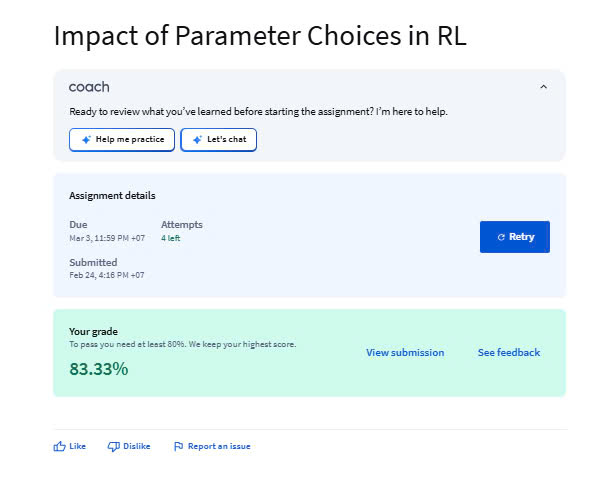 Impact of Parameter Choices in RL
coach
Ready to review what you've learned before starting the assignment? I'm here to help.
Help me practice
Let's chat
Assignment details
Due
Attempts
Mar 3, 11:59 PM +07
4 left
Retry
Submitted
Feb 24, 4:16 PM +07
Your grade
To pass you need at least 80%. We keep your highest score.
View submission
See feedback
83.33%
Like
Dislike
Report an issue